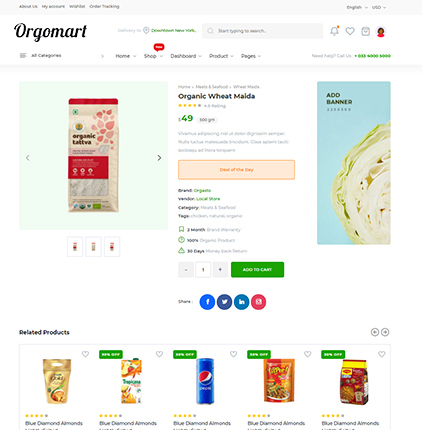 About Us My account Wishlist Order Tracking
English USD
Orgomart
Delivery to Downtown New York..
Start typing to search..
All Categories
New
Home Shop Dashboard Product Pages
Need help? Call Us: + 033 4000 5000
Home Meats & Seafood Wheat Maida
Organic Wheat Maida
4.0 Rating
$49 500 gm
Vivamus adipiscing nisl ut dolor dignissim semper.
Nulla luctus malesuada tincidunt. Class aptent taciti
sociosqu ad litora torquent
Deal of the Day
Brand: Organto
Vendor: Local Store
Category: Meats & Seafood
Tags: chicken, natural, organic
2 Month Brand Warranty
100% Organic Product
30 Days Money Back Return
- 1 + ADD TO CART
Share :
ADD
BANNER
organic
tattva
Related Products
50% OFF 50% OFF 50% OFF 50% OFF
Tropicana
pepsi
Blue Diamond Almonds Blue Diamond Almonds Blue Diamond Almonds Blue Diamond Almonds Blue Diamond Almonds